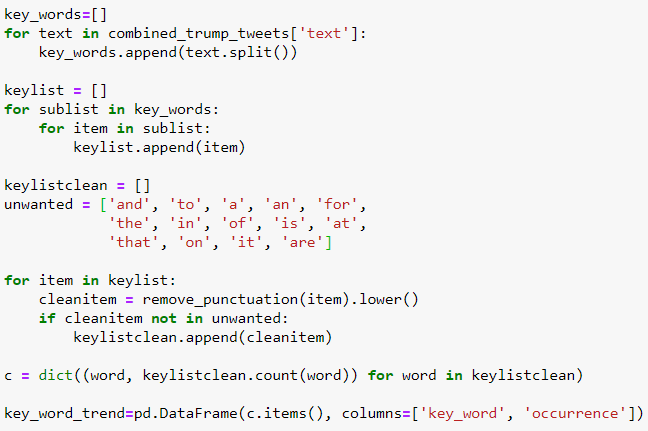 key_words=[]
for text in combined_trump_tweets['text']:
    key_words.append(text.split())

keylist = []
for sublist in key_words:
    for item in sublist:
        keylist.append(item)

keylistclean = []
unwanted = ['and', 'to', 'a', 'an', 'for',
            'the', 'in', 'of', 'is', 'at',
            'that', 'on', 'it', 'are']

for item in keylist:
    cleanitem = remove_punctuation(item).lower()
    if cleanitem not in unwanted:
        keylistclean.append(cleanitem)

c = dict((word, keylistclean.count(word)) for word in keylistclean)

key_word_trend=pd.DataFrame(c.items(), columns=['key_word', 'occurrence'])